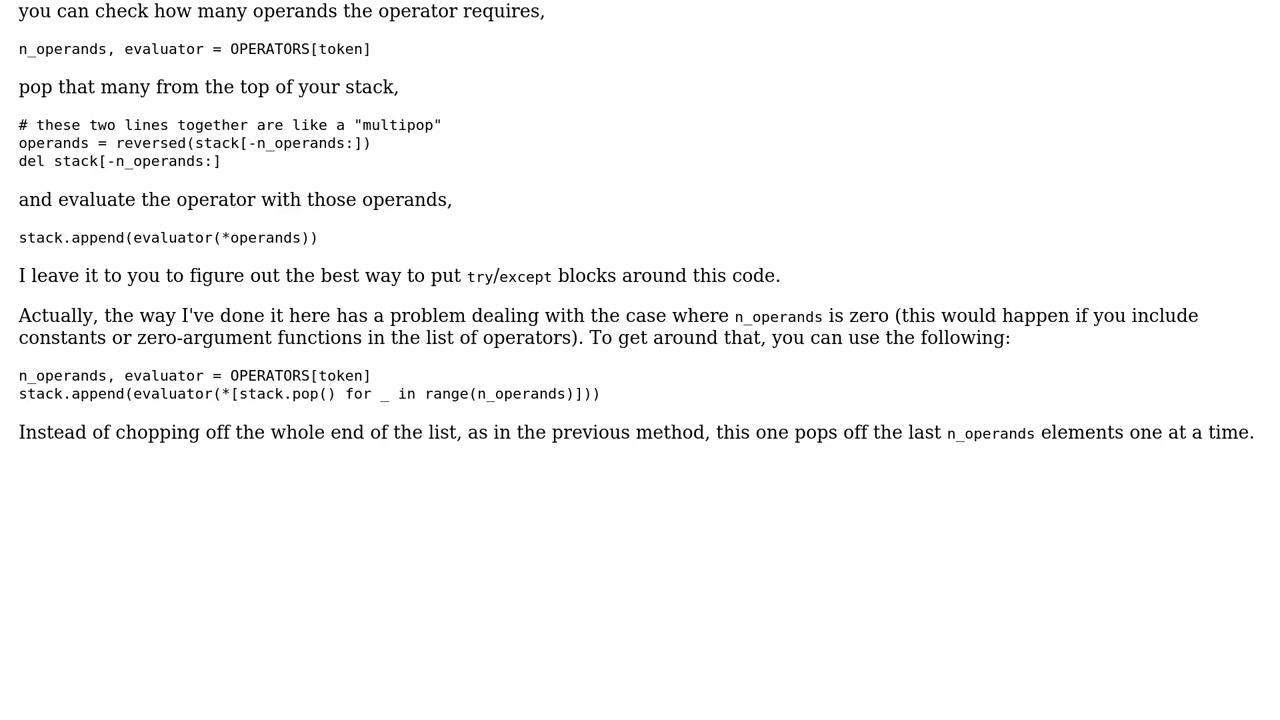 you can check how many operands the operator requires,
n_operands, evaluator = OPERATORS[token]
pop that many from the top of your stack,
# these two lines together are like a "multipop"
operands = reversed(stack[-n_operands:])
del stack[-n_operands:]
and evaluate the operator with those operands,
stack.append(evaluator(*operands))
I leave it to you to figure out the best way to put try/except blocks around this code.
Actually, the way I've done it here has a problem dealing with the case where n_operands is zero (this would happen if you include
constants or zero-argument functions in the list of operators). To get around that, you can use the following:
n_operands, evaluator = OPERATORS[token]
stack.append(evaluator(*[stack.pop() for _ in range(n_operands)]))
Instead of chopping off the whole end of the list, as in the previous method, this one pops off the last n_operands elements one at a time.